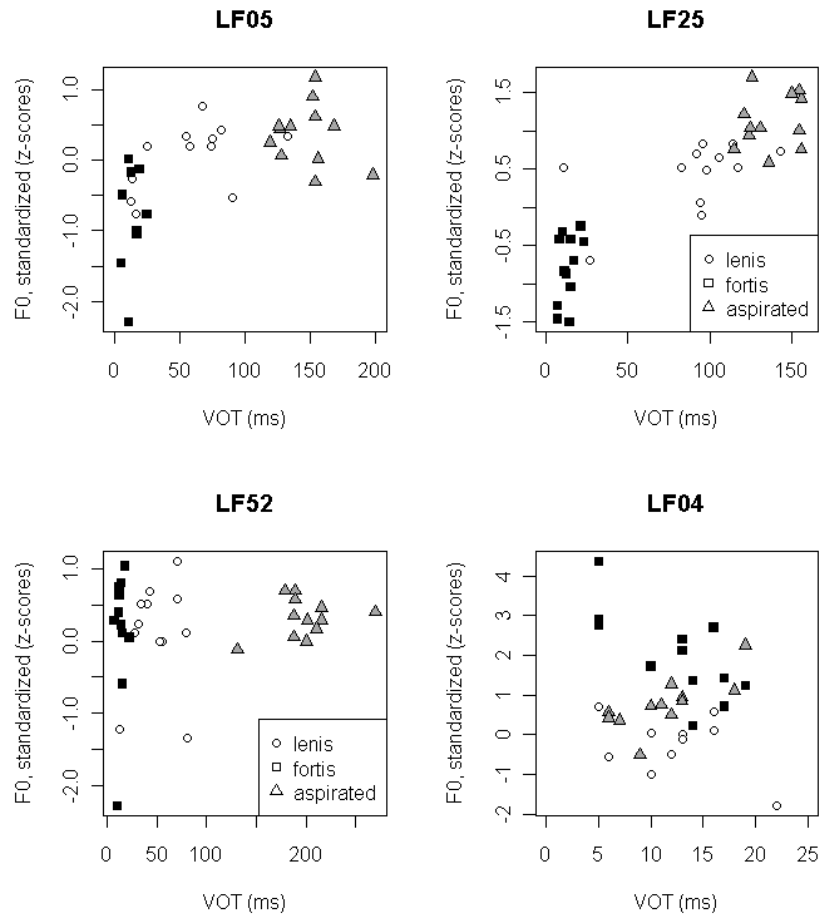 LF05
F0, standardized (z-scores)
1.0
0.0
-1.0
-2.0
0 50 100 150 200
VOT (ms)
LF25
F0, standardized (z-scores)
1.5
0.5
-0.5
-1.5
lenis
fortis
aspirated
0 50 100 150
VOT (ms)
LF52
F0, standardized (z-scores)
1.0
0.0
-1.0
-2.0
lenis
fortis
aspirated
0 50 100 200
VOT (ms)
LF04
F0, standardized (z-scores)
4
3
2
1
0
-1
-2
0 5 10 15 20 25
VOT (ms)